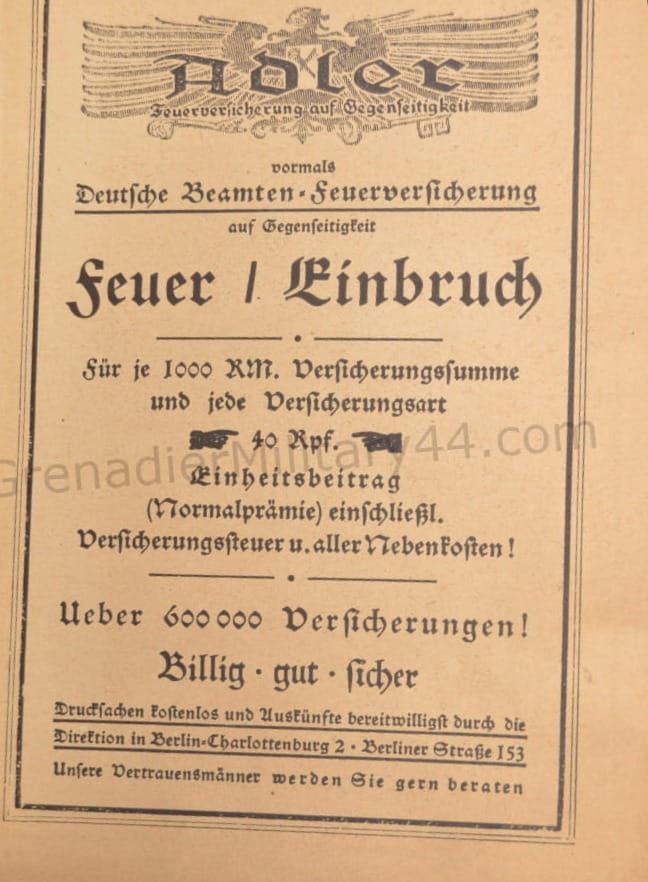 Adler
Feuerversicherung auf Gegenseitigkeit
vormals
Deutsche Beamten-Feuerversicherung
auf Gegenseitigkeit
Feuer / Einbruch
Für je 1000 RM. Versicherungssumme
und jede Versicherungsart
40 Rpf.
Einheitsbeitrag
(Normalprämie) einschließl.
Versicherungssteuer u. aller Nebenkosten!
Ueber 600000 Versicherungen!
Billig · gut · sicher
Drucksachen kostenlos und Auskünfte bereitwilligst durch die
Direktion in Berlin-Charlottenburg 2 · Berliner Straße 153
Unsere Vertrauensmänner werden Sie gern beraten
GrenadierMilitary44.com